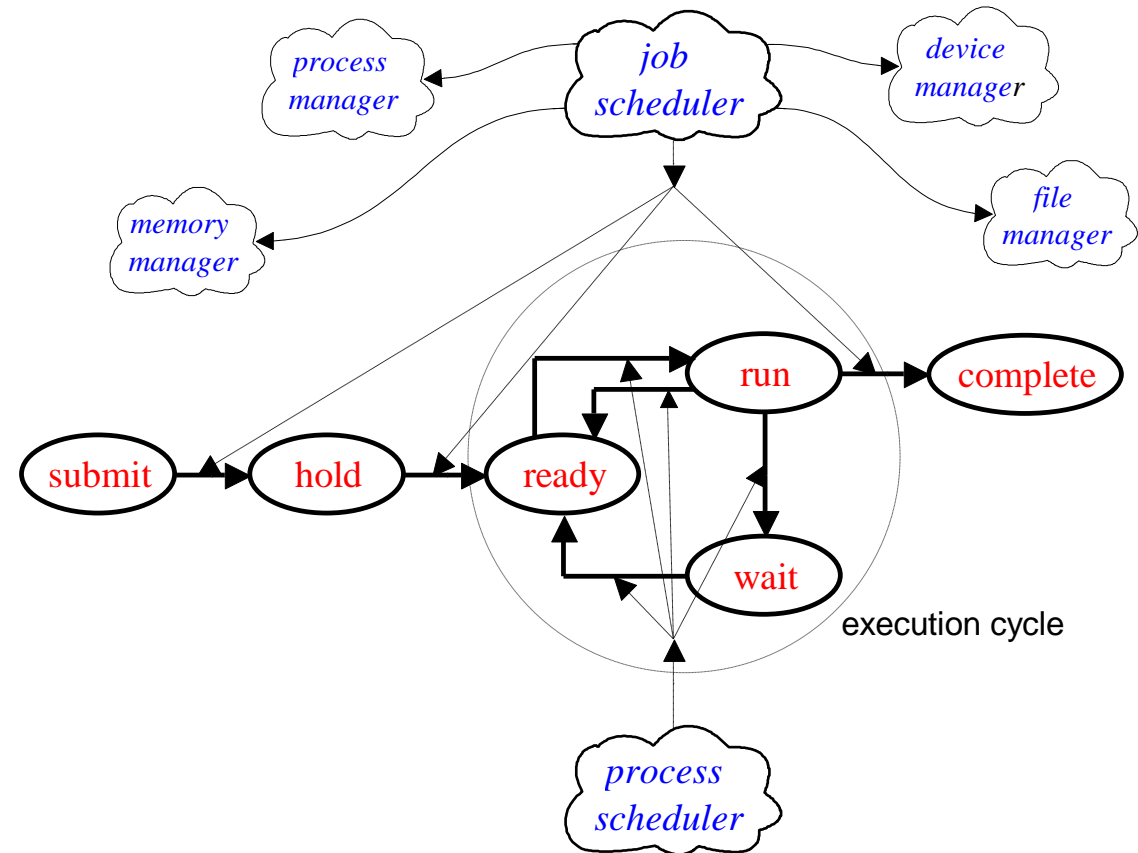 process
manager
job
scheduler
device
manager
memory
manager
file
manager
run
complete
submit
hold
ready
wait
execution cycle
process
scheduler